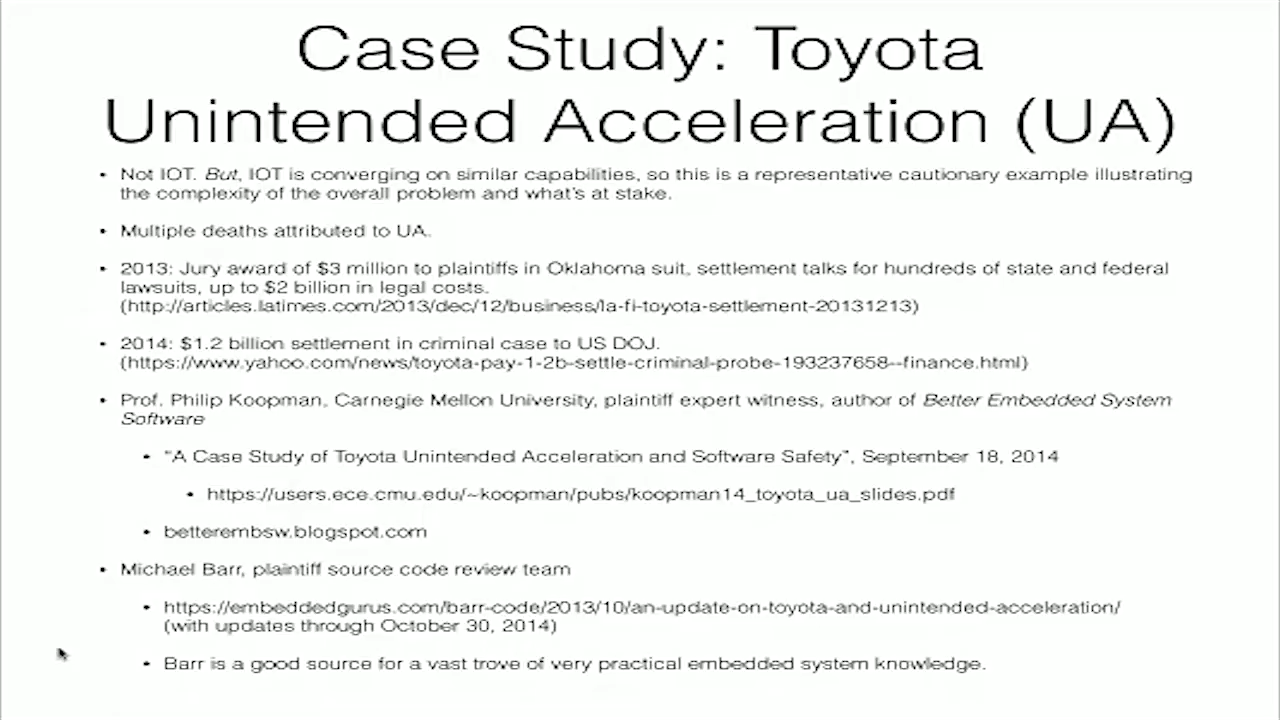 Case Study: Toyota
Unintended Acceleration (UA)
• Not IOT. But, IOT is converging on similar capabilities, so this is a representative cautionary example illustrating
the complexity of the overall problem and what's at stake.
• Multiple deaths attributed to UA.
• 2013: Jury award of $3 million to plaintiffs in Oklahoma suit, settlement talks for hundreds of state and federal
lawsuits, up to $2 billion in legal costs.
(http://articles.latimes.com/2013/dec/12/business/la-fi-toyota-settlement-20131213)
• 2014: $1.2 billion settlement in criminal case to US DOJ.
(https://www.yahoo.com/news/toyota-pay-1-2b-settle-criminal-probe-193237658--finance.html)
• Prof. Philip Koopman, Carnegie Mellon University, plaintiff expert witness, author of Better Embedded System
Software
• "A Case Study of Toyota Unintended Acceleration and Software Safety", September 18, 2014
• https://users.ece.cmu.edu/~koopman/pubs/koopman14_toyota_ua_slides.pdf
• betterembsw.blogspot.com
• Michael Barr, plaintiff source code review team
• https://embeddedgurus.com/barr-code/2013/10/an-update-on-toyota-and-unintended-acceleration/
(with updates through October 30, 2014)
• Barr is a good source for a vast trove of very practical embedded system knowledge.